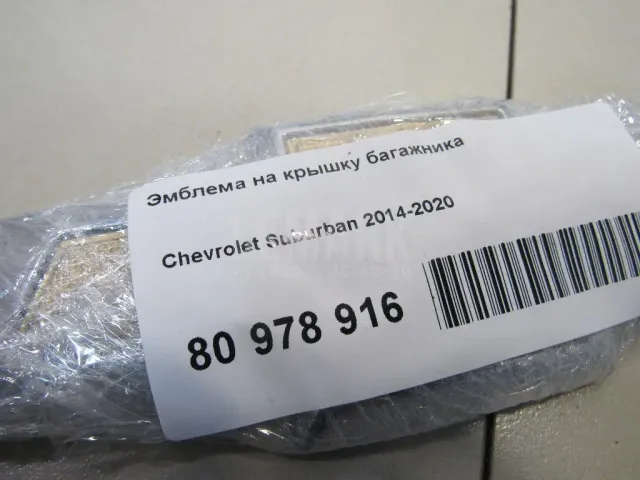 Эмблема на крышку багажника
Chevrolet Suburban 2014-2020
80 978 916